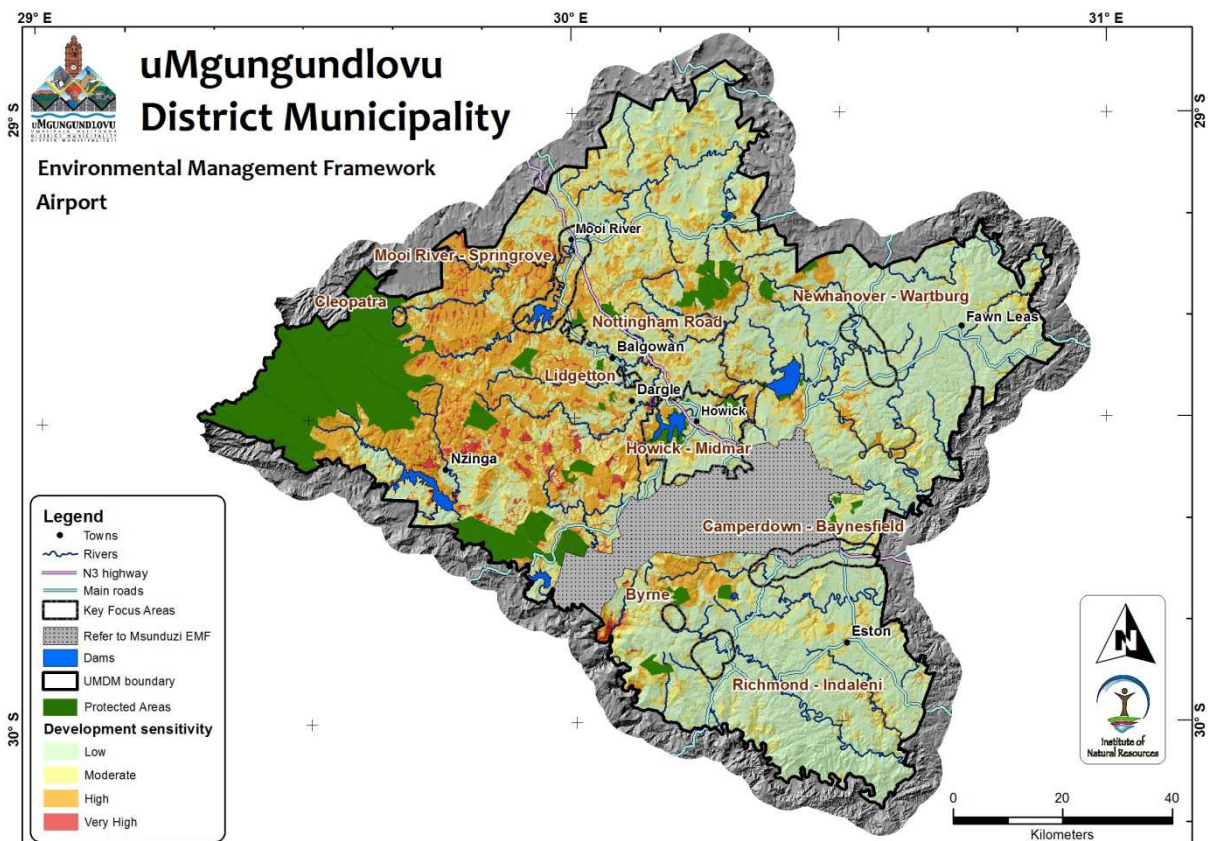 29° E
30° E
31° E
uMgungundlovu
District Municipality
Environmental Management Framework
Airport
uMGUNGUNDLOVU
29° S
29° S
Mooi River
Mooi River - Springrove
Cleopatra
Newhanover - Wartburg
Nottingham Road
Fawn Leas
Balgowan
Lidgetton
Dargle
Howick
Howick - Midmar
Nzinga
Camperdown - Baynesfield
Byrne
Eston
Richmond - Indaleni
Legend
Towns
Rivers
N3 highway
Main roads
Key Focus Areas
Refer to Msunduzi EMF
Dams
UMDM boundary
Protected Areas
Development sensitivity
Low
Moderate
High
Very High
30° S
30° S
N
Institute of
Natural Resources
0 20 40
Kilometers